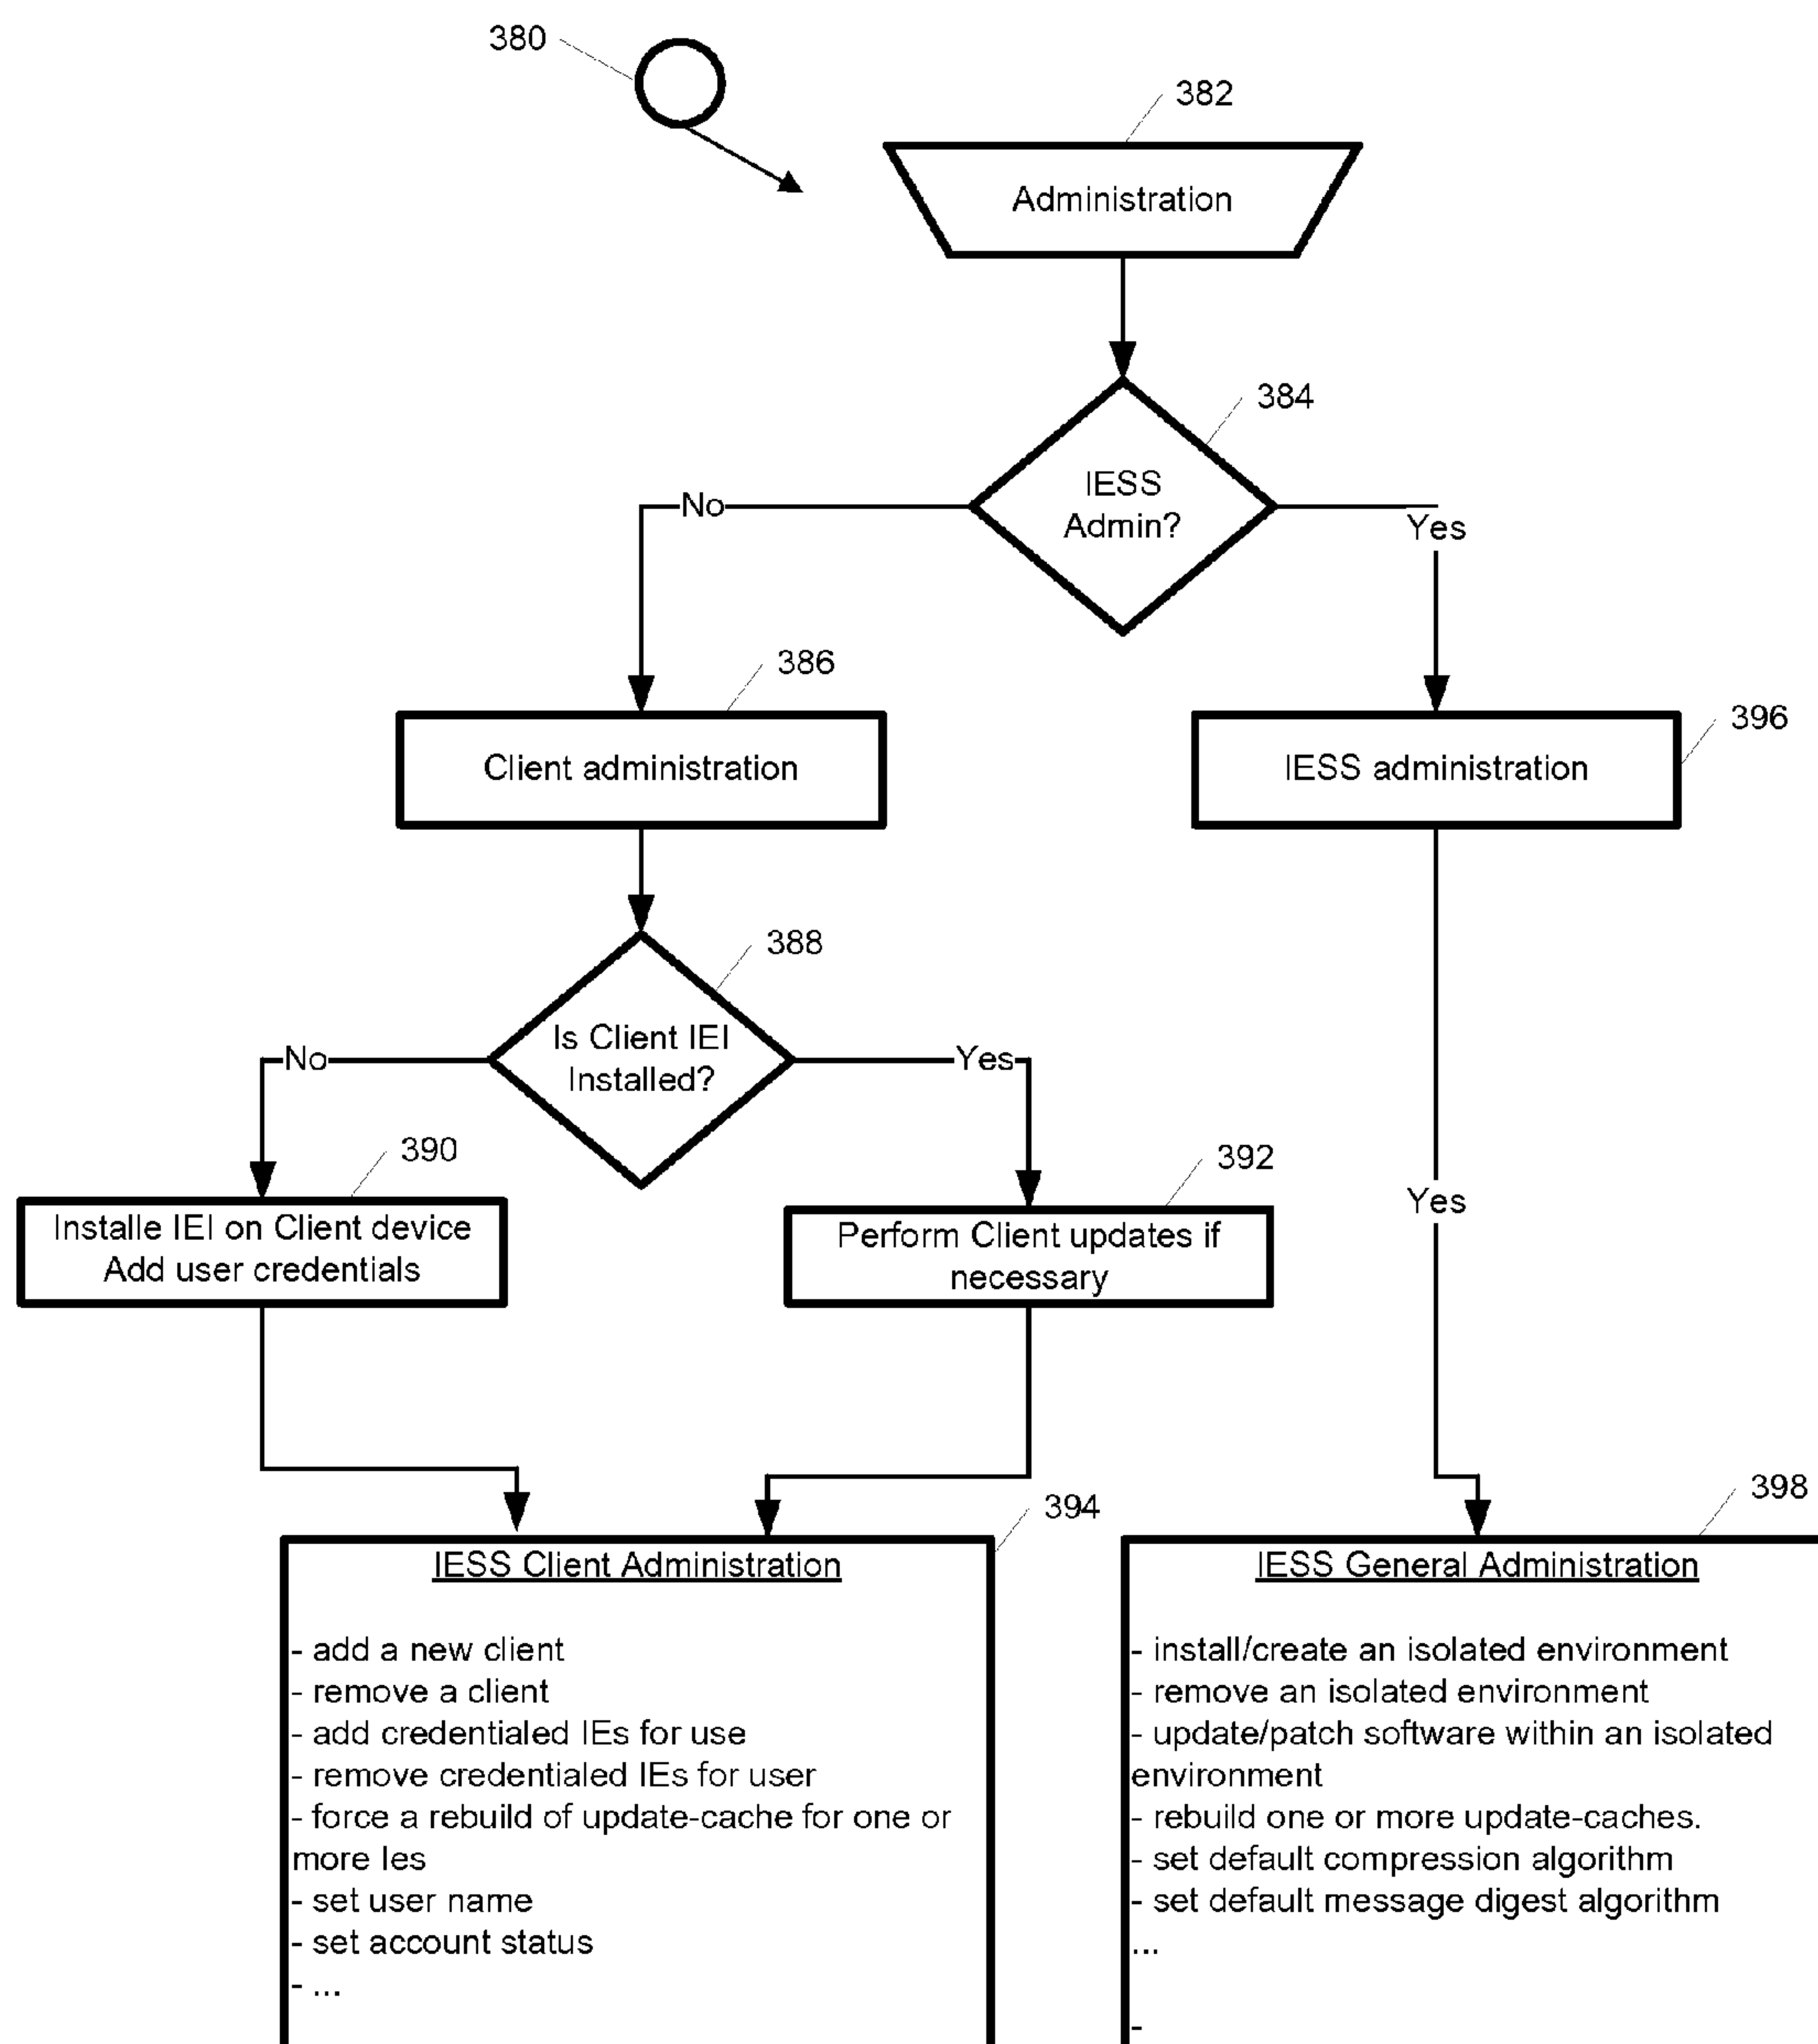 380
382
Administration
384
IESS
Admin?
No
Yes
386
Client administration
396
IESS administration
388
Is Client IEI
Installed?
No
Yes
390
Installe IEI on Client device
Add user credentials
392
Perform Client updates if
necessary
Yes
394
IESS Client Administration
- add a new client
- remove a client
- add credentialed IEs for use
- remove credentialed IEs for user
- force a rebuild of update-cache for one or
more Ies
- set user name
- set account status
- ...
398
IESS General Administration
- install/create an isolated environment
- remove an isolated environment
- update/patch software within an isolated
environment
- rebuild one or more update-caches.
- set default compression algorithm
- set default message digest algorithm
...
-